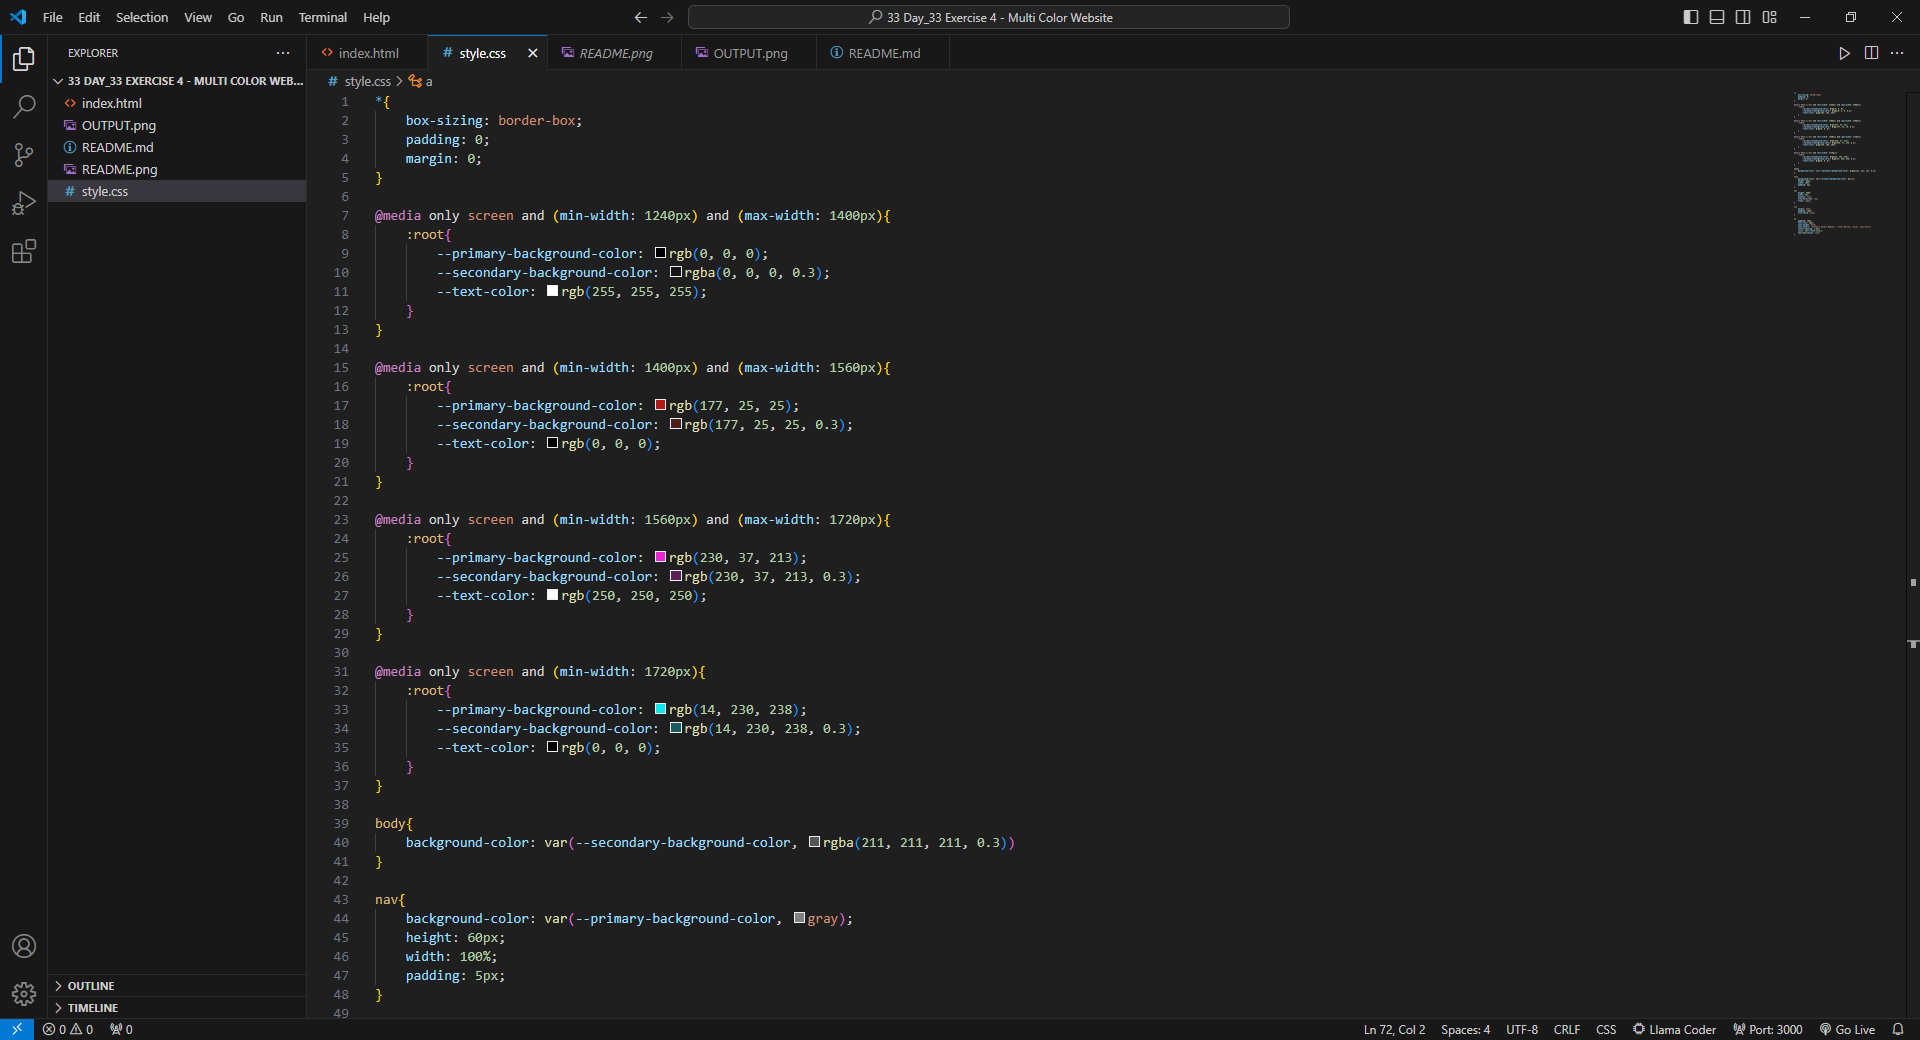 File Edit Selection View Go Run Terminal Help
33 Day_33 Exercise 4 - Multi Color Website
EXPLORER
33 DAY_33 EXERCISE 4 - MULTI COLOR WEB...
index.html
OUTPUT.png
README.md
README.png
style.css
OUTLINE
TIMELINE
index.html style.css README.png OUTPUT.png README.md
style.css > a
1 *{
2 box-sizing: border-box;
3 padding: 0;
4 margin: 0;
5 }
6
7 @media only screen and (min-width: 1240px) and (max-width: 1400px){
8 :root{
9 --primary-background-color: rgb(0, 0, 0);
10 --secondary-background-color: rgba(0, 0, 0, 0.3);
11 --text-color: rgb(255, 255, 255);
12 }
13 }
14
15 @media only screen and (min-width: 1400px) and (max-width: 1560px){
16 :root{
17 --primary-background-color: rgb(177, 25, 25);
18 --secondary-background-color: rgb(177, 25, 25, 0.3);
19 --text-color: rgb(0, 0, 0);
20 }
21 }
22
23 @media only screen and (min-width: 1560px) and (max-width: 1720px){
24 :root{
25 --primary-background-color: rgb(230, 37, 213);
26 --secondary-background-color: rgb(230, 37, 213, 0.3);
27 --text-color: rgb(250, 250, 250);
28 }
29 }
30
31 @media only screen and (min-width: 1720px){
32 :root{
33 --primary-background-color: rgb(14, 230, 238);
34 --secondary-background-color: rgb(14, 230, 238, 0.3);
35 --text-color: rgb(0, 0, 0);
36 }
37 }
38
39 body{
40 background-color: var(--secondary-background-color, rgba(211, 211, 211, 0.3))
41 }
42
43 nav{
44 background-color: var(--primary-background-color, gray);
45 height: 60px;
46 width: 100%;
47 padding: 5px;
48 }
49
0 0 0 Ln 72, Col 2 Spaces: 4 UTF-8 CRLF CSS Llama Coder Port: 3000 Go Live